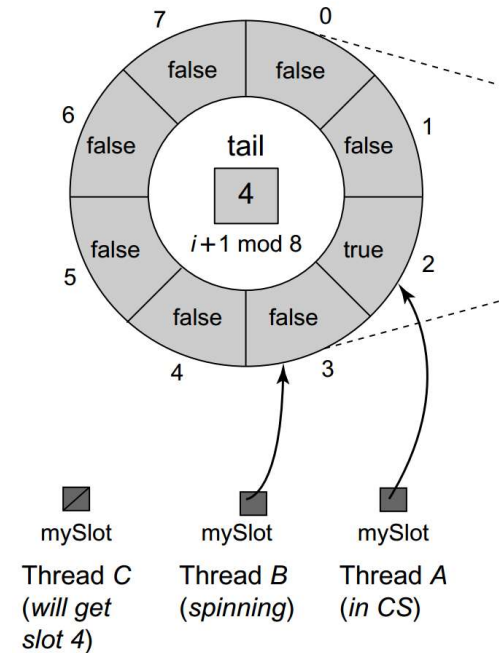 7
0
false
false
6
1
false
false
tail
4
i+1 mod 8
false
true
5
2
false
false
4
3
mySlot
mySlot
mySlot
Thread C
(will get
slot 4)
Thread B
(spinning)
Thread A
(in CS)